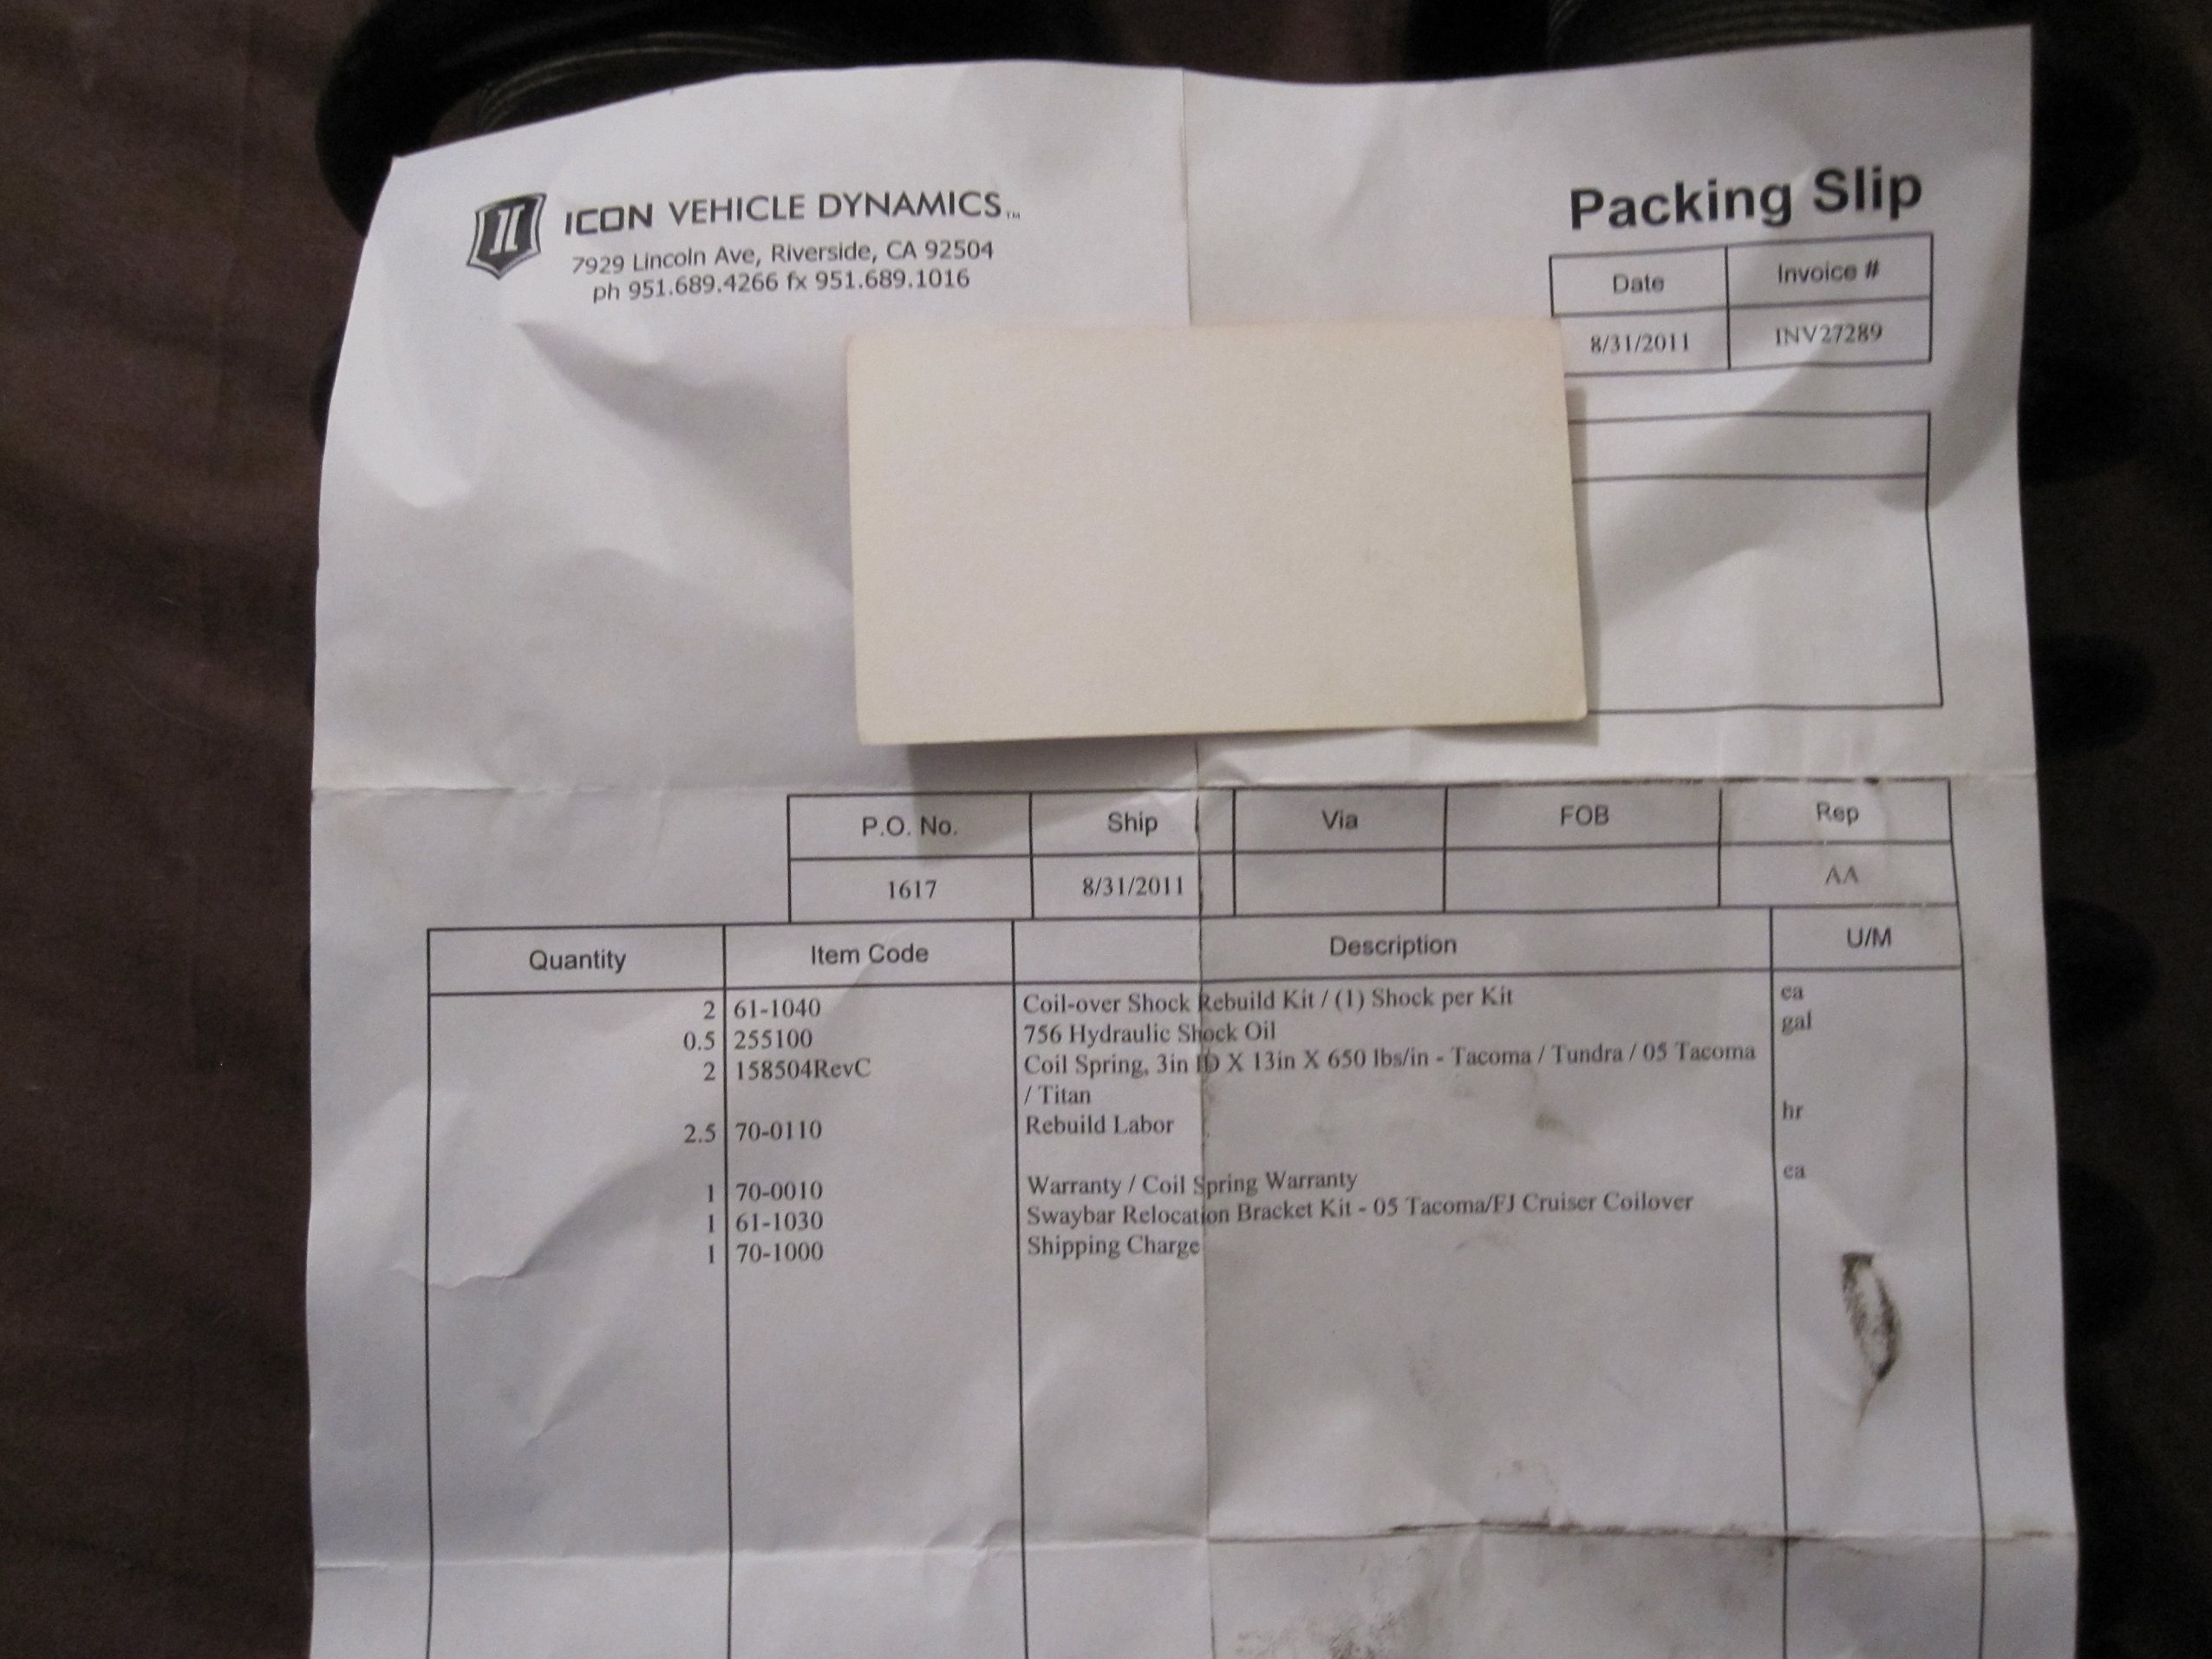 ICON VEHICLE DYNAMICS™
7929 Lincoln Ave, Riverside, CA 92504
ph 951.689.4266 fx 951.689.1016
Packing Slip
Date Invoice #
8/31/2011 INV27289
P.O. No. Ship Via FOB Rep
1617 8/31/2011 AA
Quantity Item Code Description U/M
2 61-1040 Coil-over Shock Rebuild Kit / (1) Shock per Kit ea
0.5 255100 756 Hydraulic Shock Oil gal
2 158504RevC Coil Spring, 3in ID X 13in X 650 lbs/in - Tacoma / Tundra / 05 Tacoma
/ Titan
2.5 70-0110 Rebuild Labor hr
1 70-0010 Warranty / Coil Spring Warranty ea
1 61-1030 Swaybar Relocation Bracket Kit - 05 Tacoma/FJ Cruiser Coilover
1 70-1000 Shipping Charge